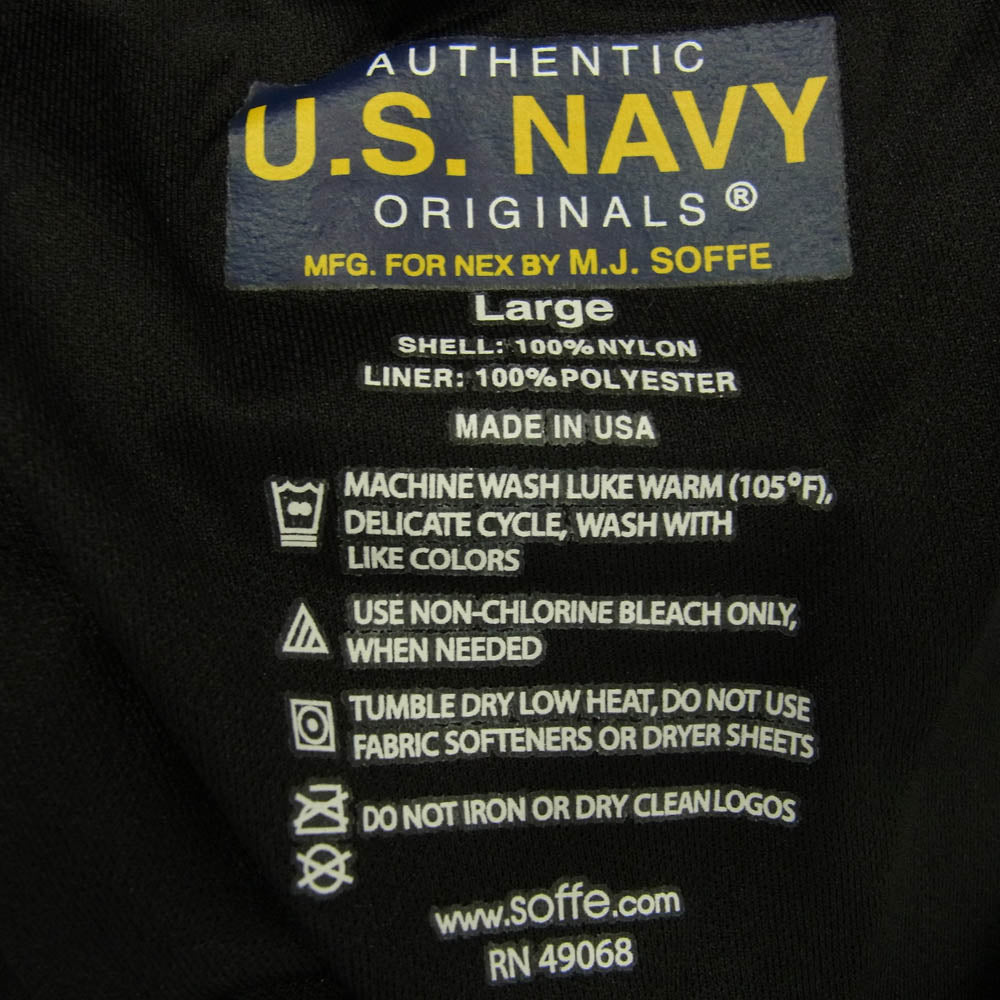 AUTHENTIC
U.S. NAVY
ORIGINALS®
MFG. FOR NEX BY M.J. SOFFE
Large
SHELL: 100% NYLON
LINER: 100% POLYESTER
MADE IN USA
MACHINE WASH LUKE WARM (105°F),
DELICATE CYCLE, WASH WITH
LIKE COLORS
USE NON-CHLORINE BLEACH ONLY,
WHEN NEEDED
TUMBLE DRY LOW HEAT, DO NOT USE
FABRIC SOFTENERS OR DRYER SHEETS
DO NOT IRON OR DRY CLEAN LOGOS
www.soffe.com
RN 49068